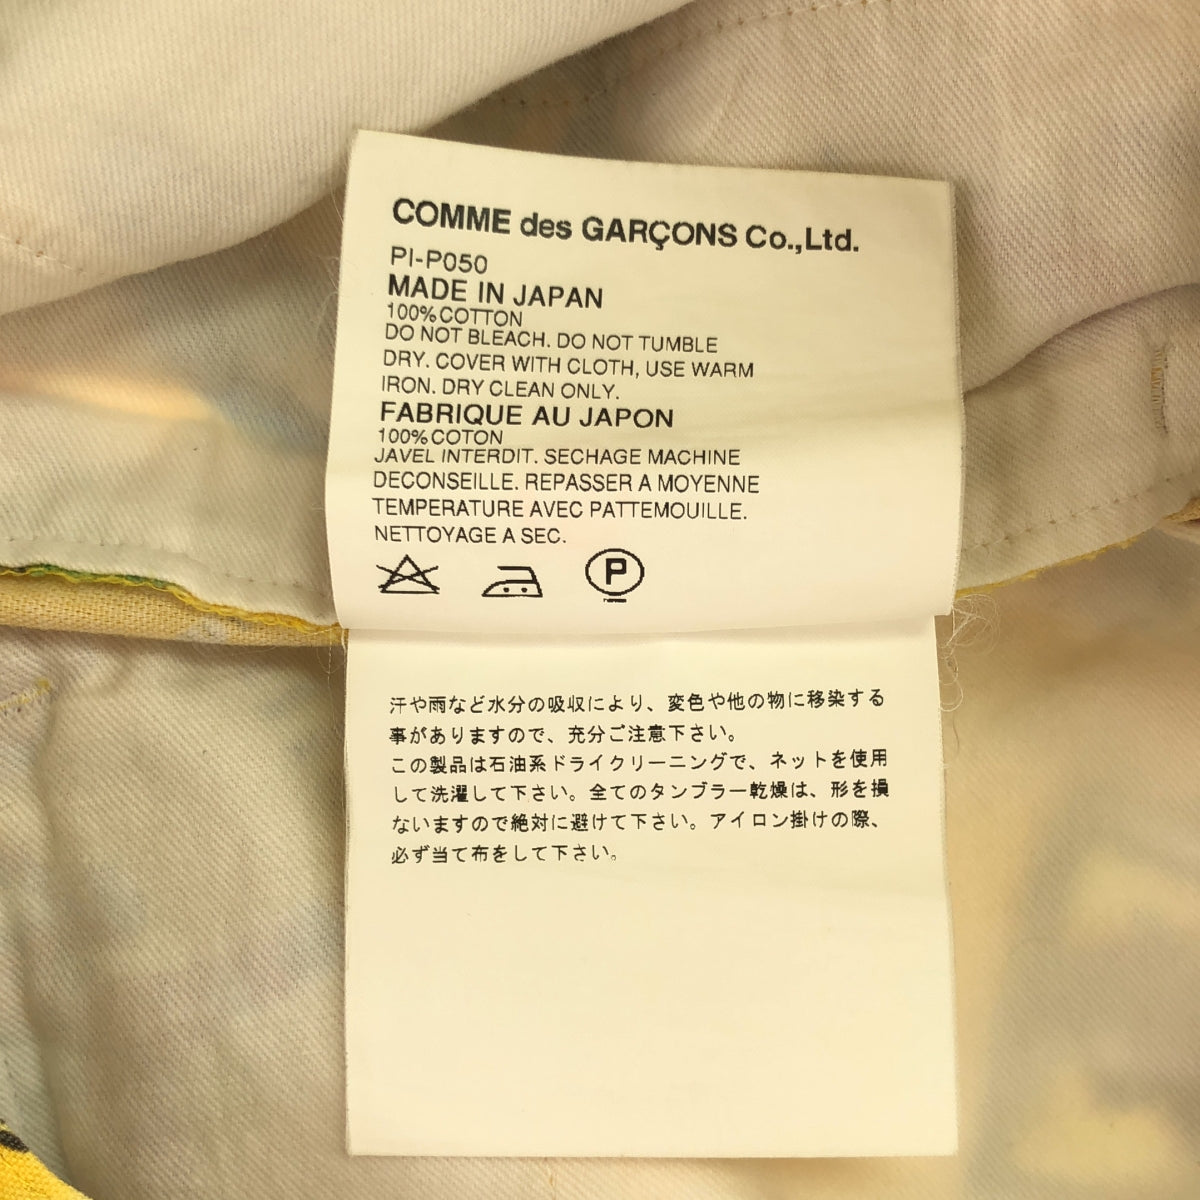 COMME des GARÇONS Co.,Ltd.
PI-P050
MADE IN JAPAN
100%COTTON
DO NOT BLEACH. DO NOT TUMBLE
DRY. COVER WITH CLOTH, USE WARM
IRON. DRY CLEAN ONLY.
FABRIQUE AU JAPON
100%COTON
JAVEL INTERDIT. SECHAGE MACHINE
DECONSEILLE. REPASSER A MOYENNE
TEMPERATURE AVEC PATTEMOUILLE.
NETTOYAGE A SEC.
P
汗や雨など水分の吸収により、変色や他の物に移染する
事がありますので、充分ご注意下さい。
この製品は石油系ドライクリーニングで、ネットを使用
して洗濯して下さい。全てのタンブラー乾燥は、形を損
ないますので絶対に避けて下さい。アイロン掛けの際、
必ず当て布をして下さい。